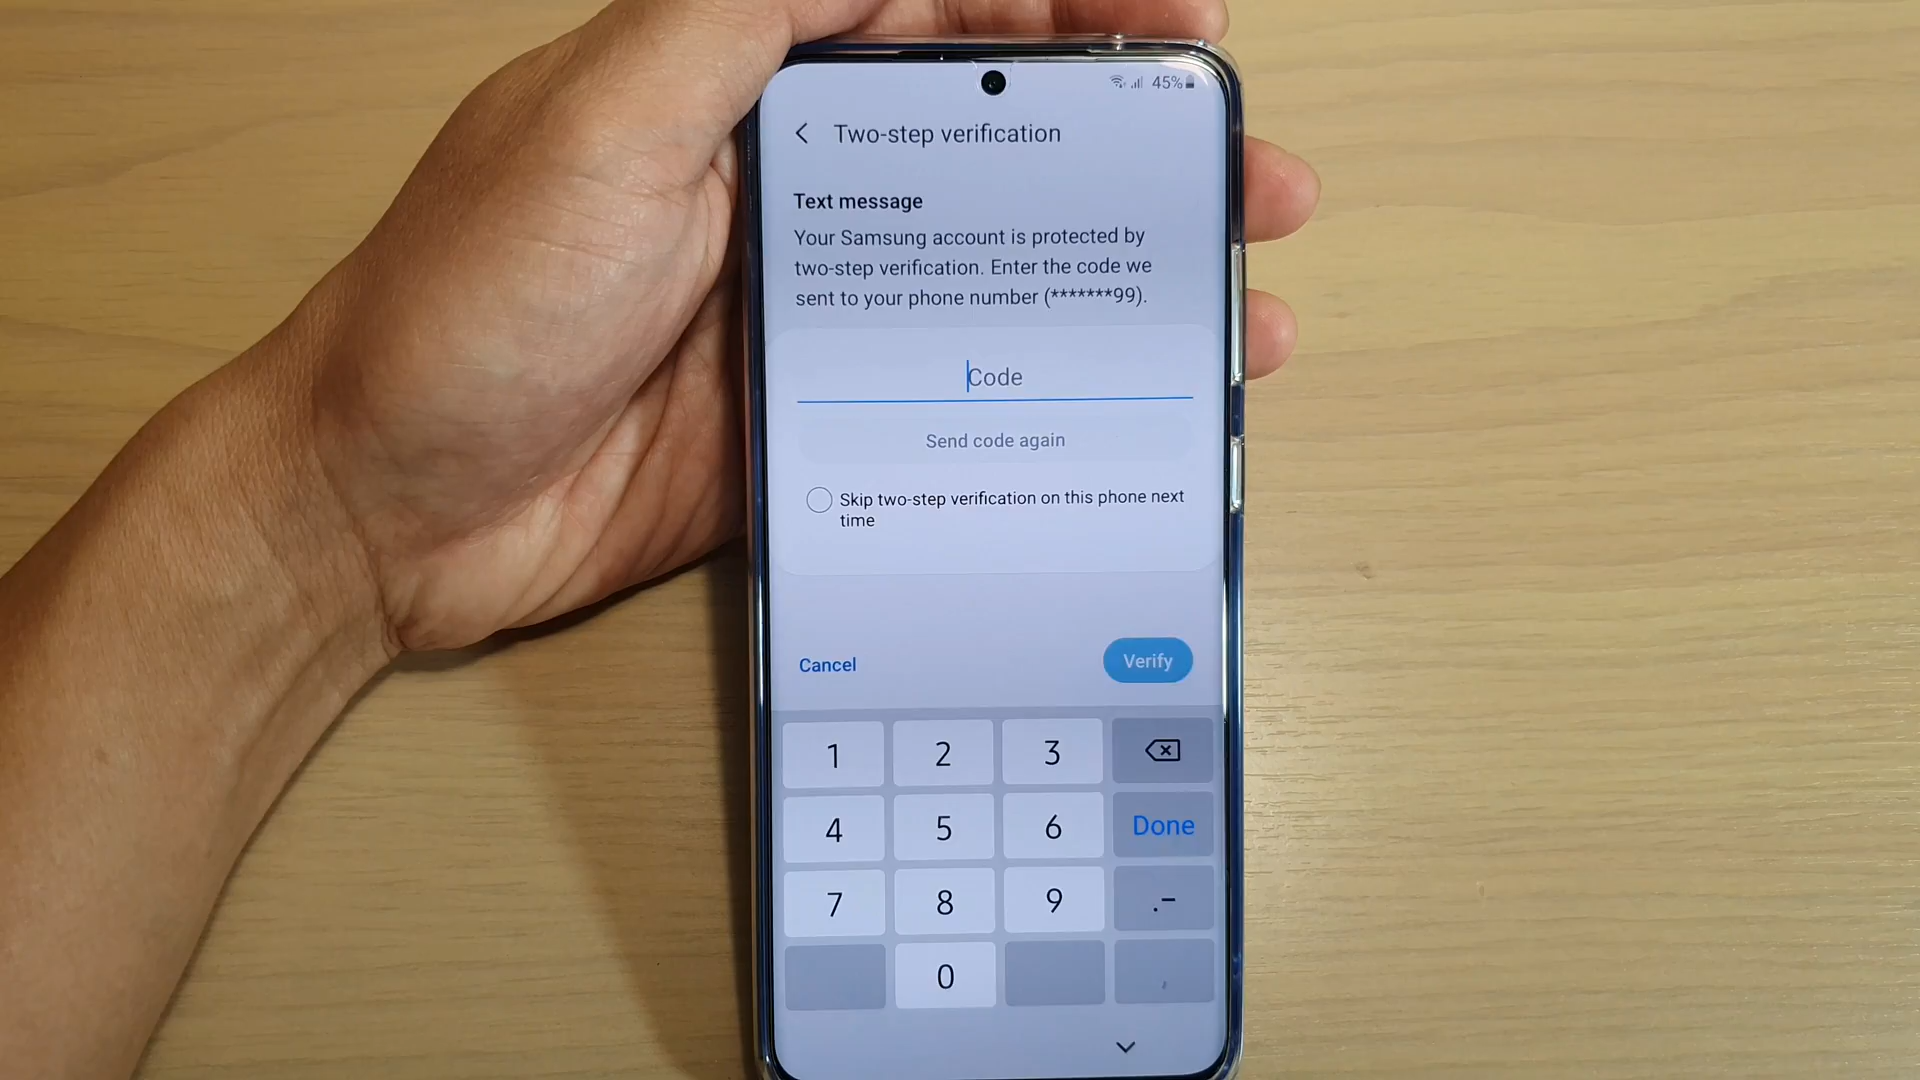 45%
Two-step verification
Text message
Your Samsung account is protected by
two-step verification. Enter the code we
sent to your phone number (*******99).
Code
Send code again
Skip two-step verification on this phone next
time
Cancel
Verify
1 2 3
4 5 6 Done
7 8 9 .-
0 ,